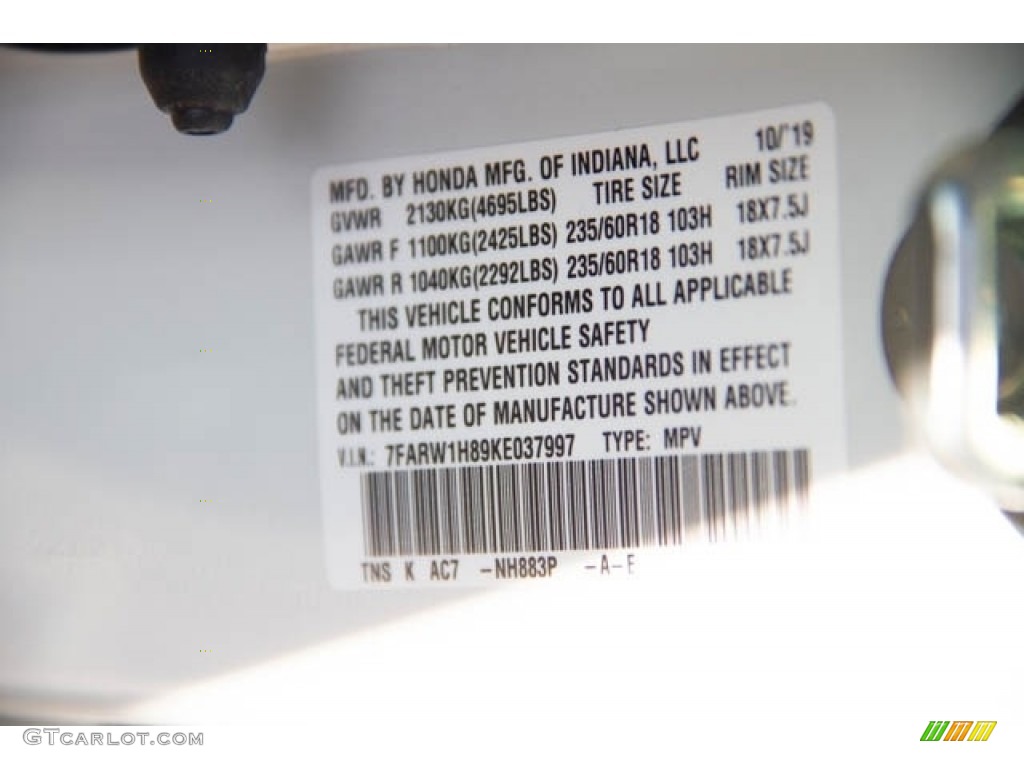 MFD. BY HONDA MFG. OF INDIANA, LLC 10/'19
GVWR 2130KG(4695LBS) TIRE SIZE RIM SIZE
GAWR F 1100KG(2425LBS) 235/60R18 103H 18X7.5J
GAWR R 1040KG(2292LBS) 235/60R18 103H 18X7.5J
THIS VEHICLE CONFORMS TO ALL APPLICABLE
FEDERAL MOTOR VEHICLE SAFETY
AND THEFT PREVENTION STANDARDS IN EFFECT
ON THE DATE OF MANUFACTURE SHOWN ABOVE.
V.I.N.: 7FARW1H89KE037997 TYPE: MPV
TNS K AC7 -NH883P -A-E
GTCARLOT.COM